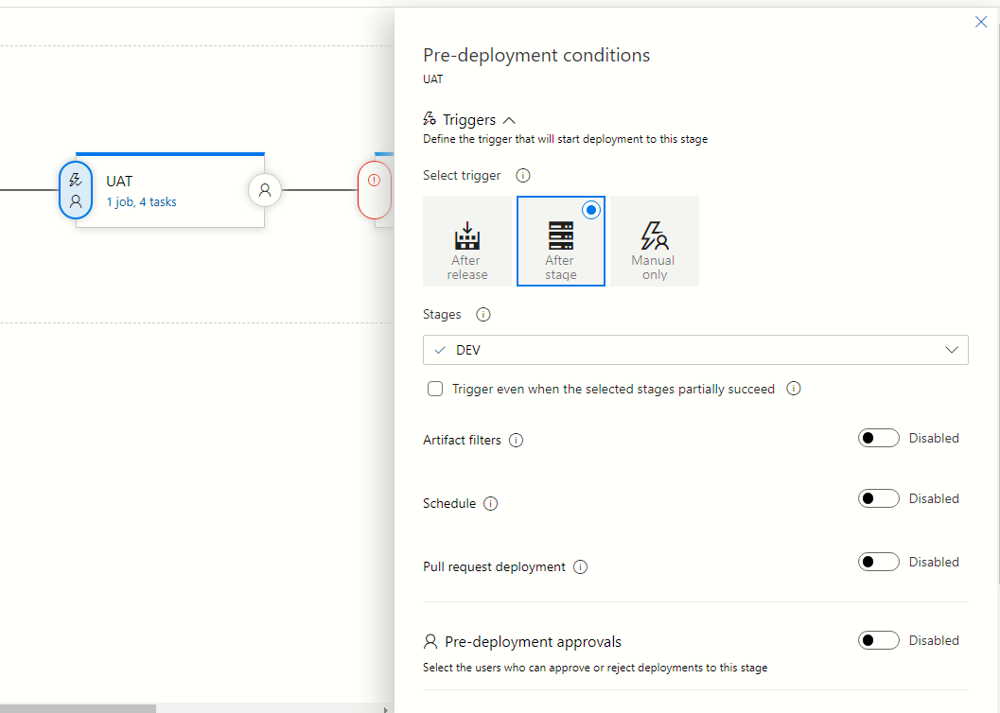 UAT
1 job, 4 tasks
Pre-deployment conditions
UAT
Triggers
Define the trigger that will start deployment to this stage
Select trigger
After
release
After
stage
Manual
only
Stages
DEV
Trigger even when the selected stages partially succeed
Artifact filters
Disabled
Schedule
Disabled
Pull request deployment
Disabled
Pre-deployment approvals
Disabled
Select the users who can approve or reject deployments to this stage